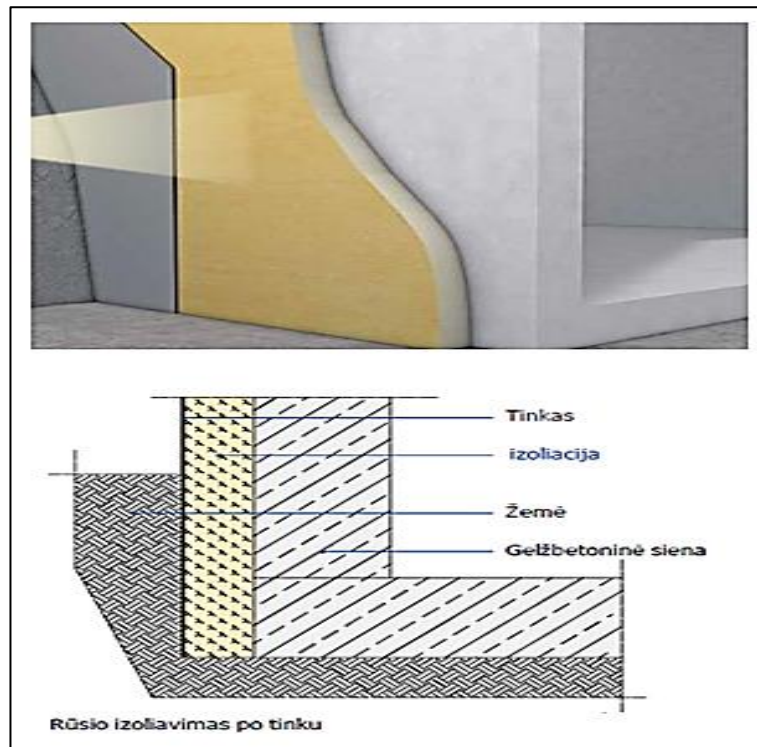 Tinkas
izoliacija
Žemė
Gelžbetoninė siena
Rūsio izoliavimas po tinku